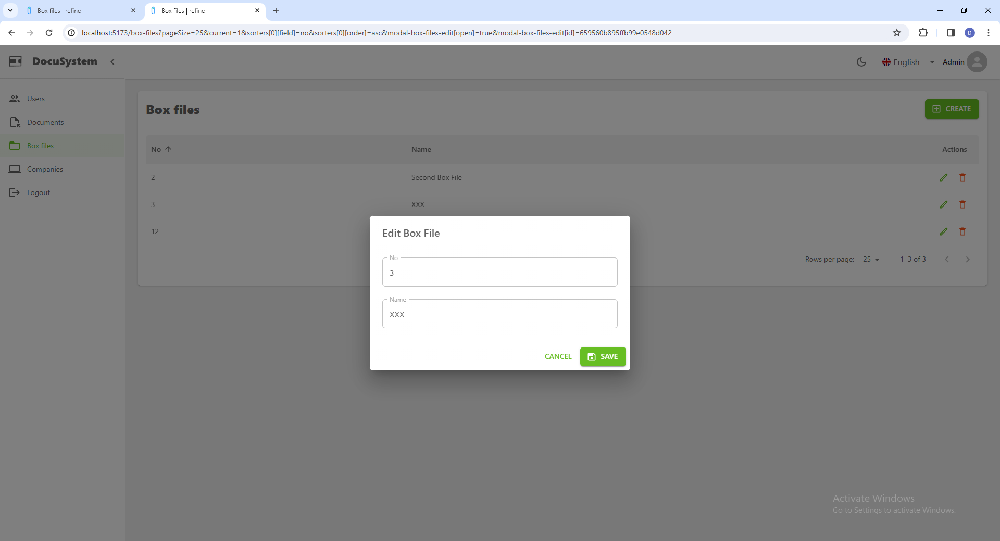 Box files | refine
Box files | refine
localhost:5173/box-files?pageSize=25&current=1&sorters[0][field]=no&sorters[0][order]=asc&modal-box-files-edit[open]=true&modal-box-files-edit[id]=659560b895ffb99e0548d042
D
DocuSystem
English
Admin
Users
Documents
Box files
Companies
Logout
Box files
CREATE
No
Name
Actions
2
Second Box File
3
XXX
12
Rows per page:
25
1–3 of 3
Edit Box File
No
3
Name
XXX
CANCEL
SAVE
Activate Windows
Go to Settings to activate Windows.